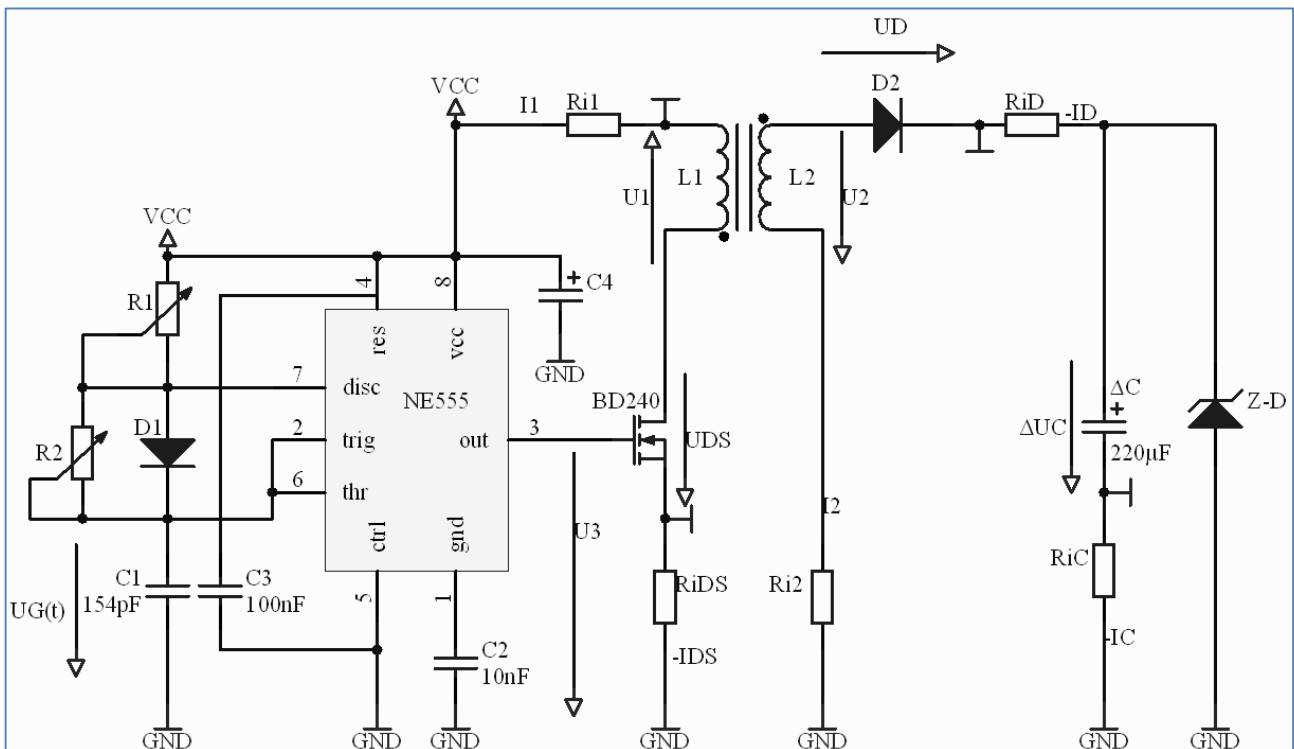 UD
VCC
D2
I1
Ri1
RiD
-ID
L1
L2
U1
U2
VCC
R1
4
8
C4
res
vcc
GND
7
disc
NE555
BD240
ΔC
Z-D
D1
2
trig
out
3
UDS
ΔUC
220µF
R2
6
thr
I2
ctrl
gnd
U3
RiC
C1
C3
RiDS
Ri2
UG(t)
154pF
100nF
5
1
C2
-IDS
-IC
10nF
GND
GND
GND
GND
GND
GND
GND